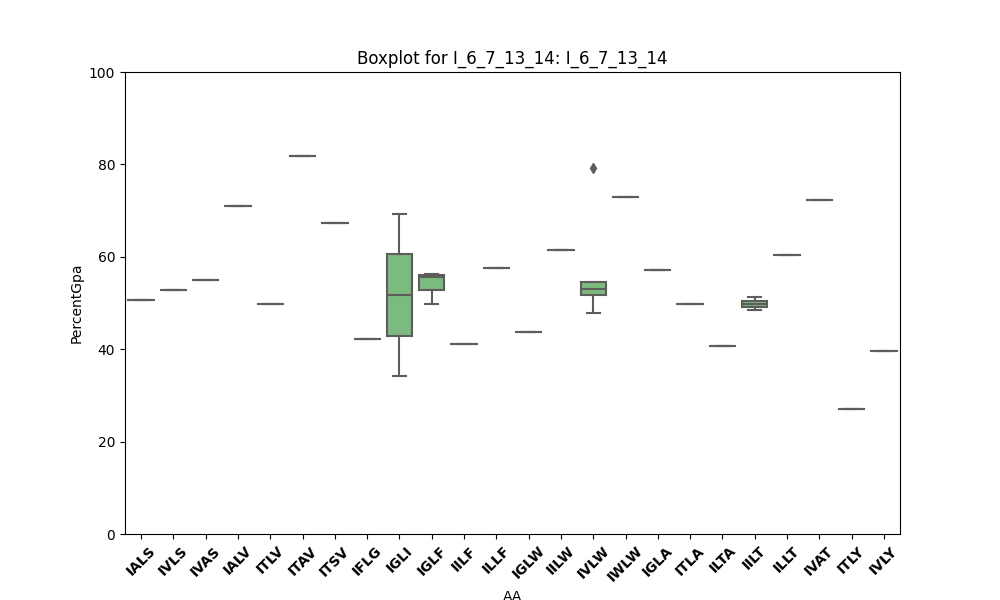 Boxplot for I_6_7_13_14: I_6_7_13_14
100
80
60
40
20
0
PercentGpa
IALS
IVLS
IVAS
IALV
ITLV
ITAV
ITSV
IFLG
IGLI
IGLF
IILF
ILLF
IGLW
IILW
IVLW
IWLW
IGLA
ITLA
ILTA
IILT
ILLT
IVAT
ITLY
IVLY
AA